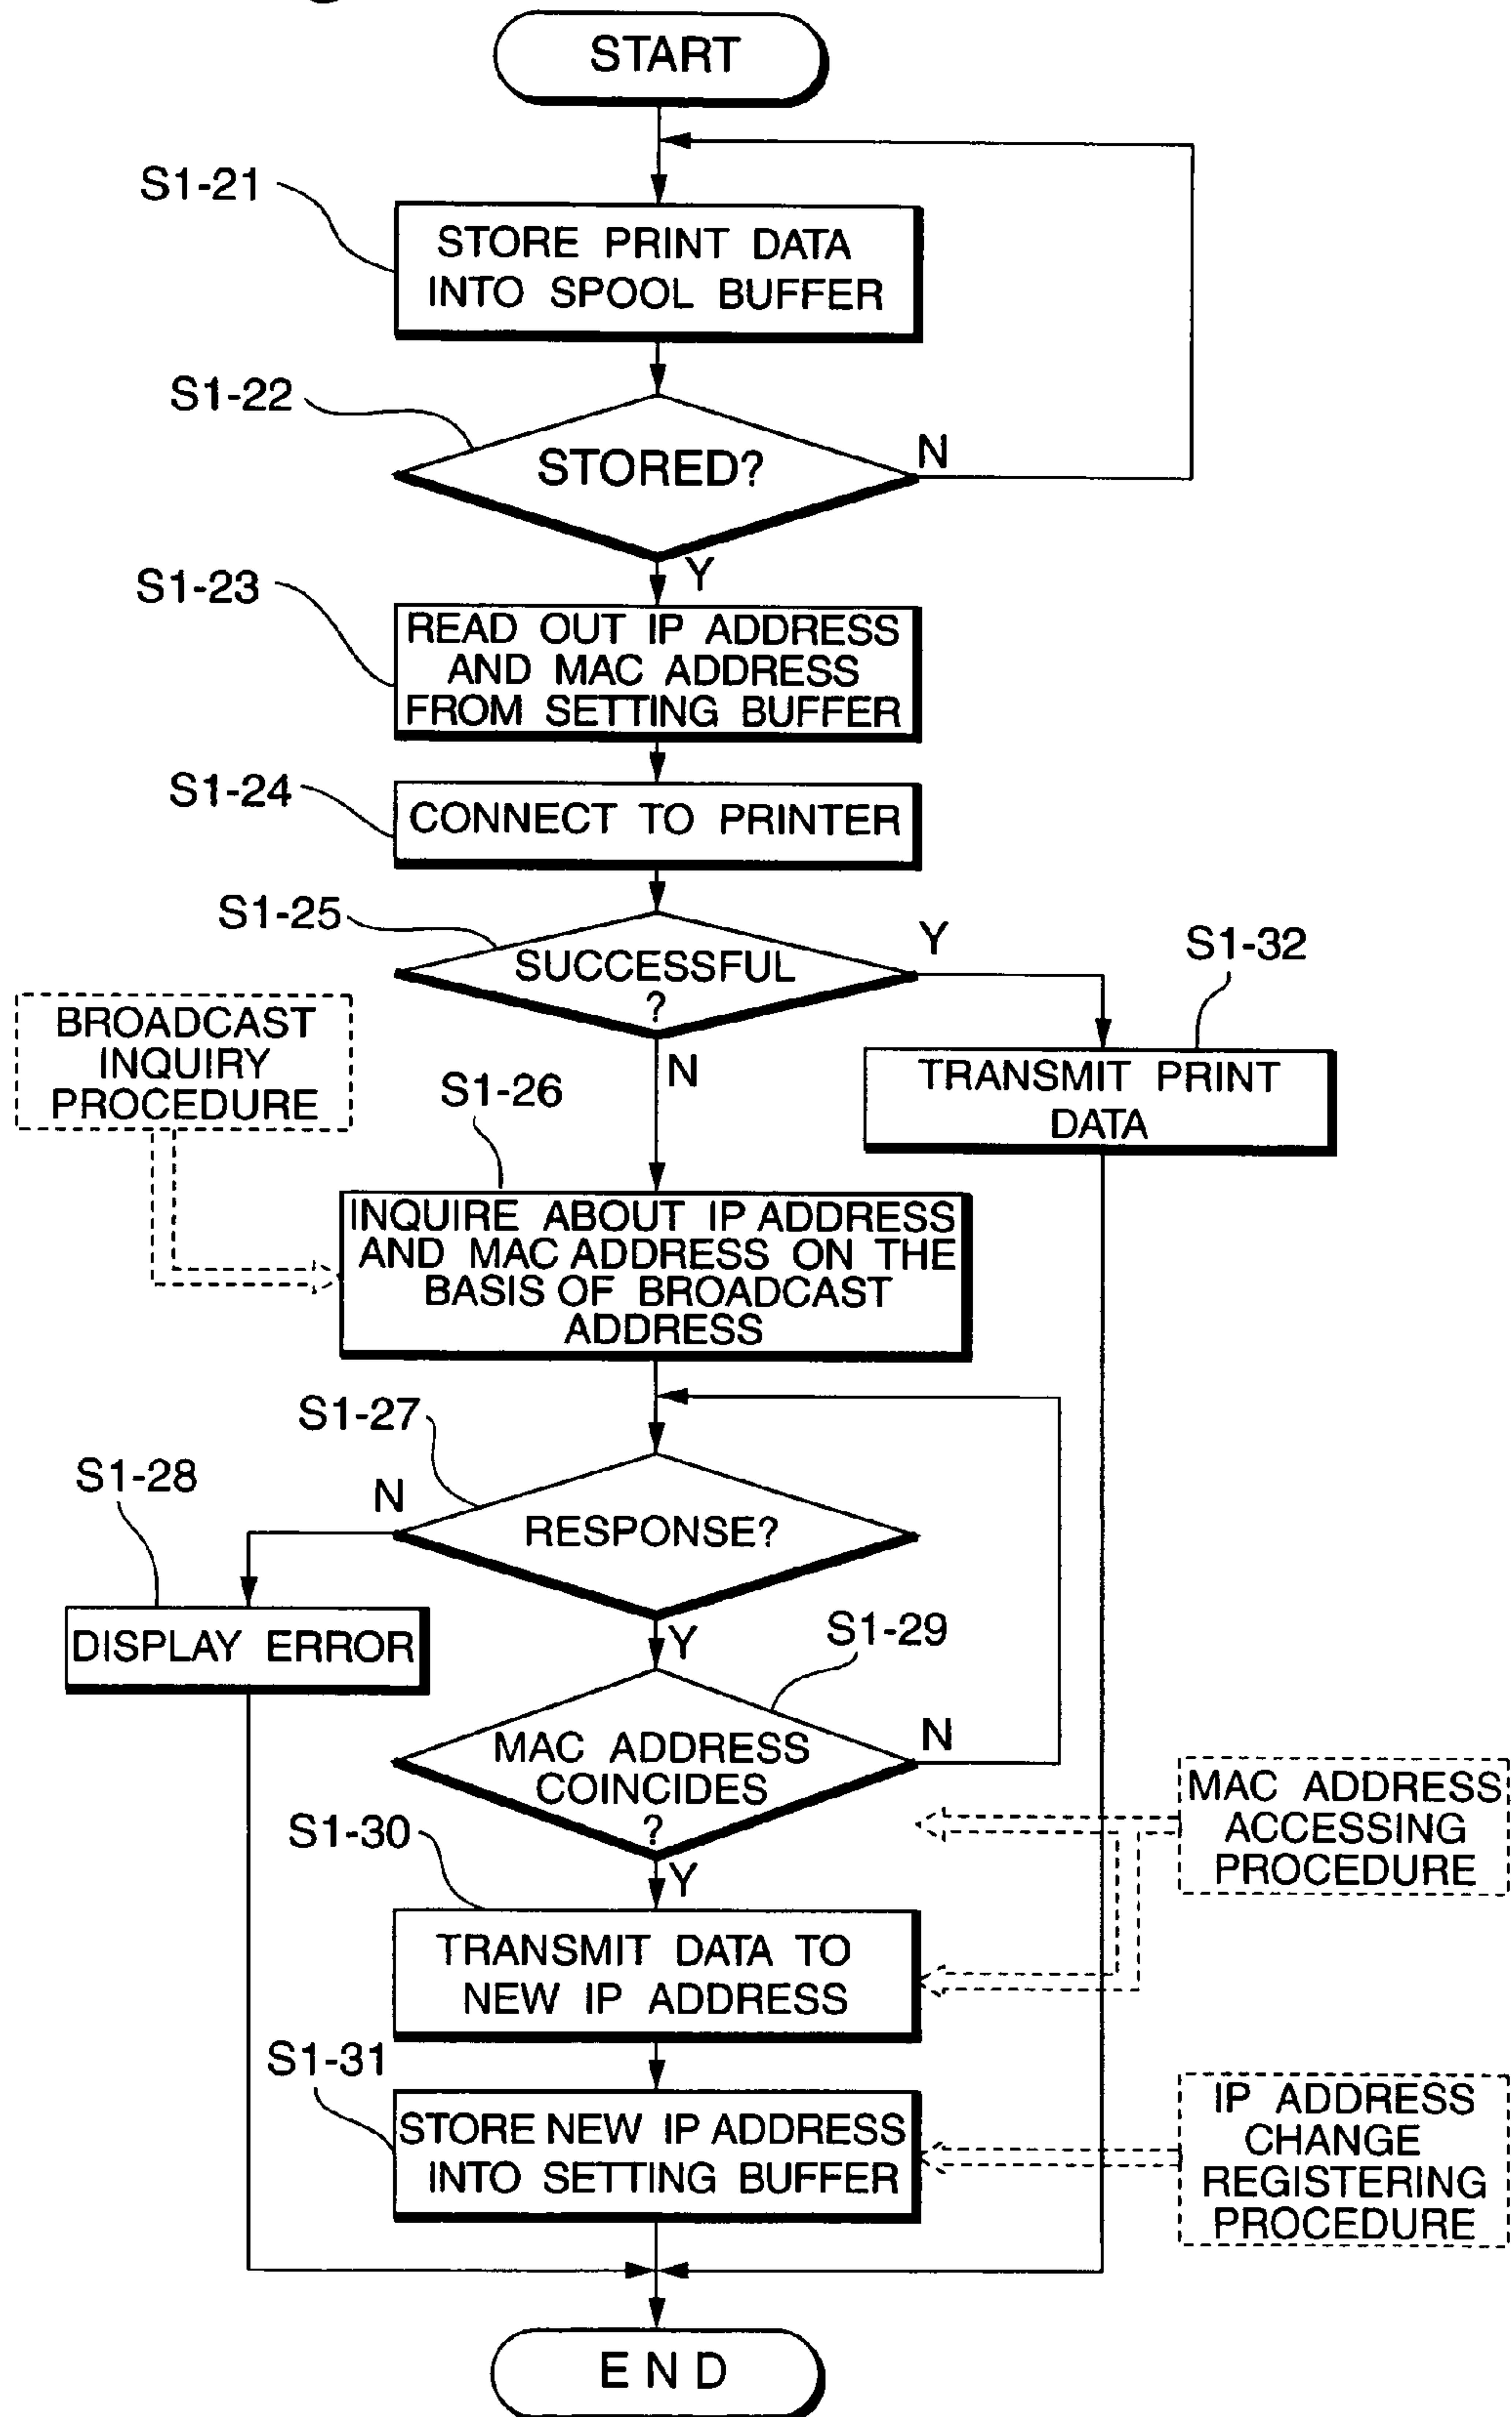 START
S1-21
STORE PRINT DATA
INTO SPOOL BUFFER
S1-22
STORED?
N
Y
S1-23
READ OUT IP ADDRESS
AND MAC ADDRESS
FROM SETTING BUFFER
S1-24
CONNECT TO PRINTER
S1-25
SUCCESSFUL
?
Y
S1-32
N
TRANSMIT PRINT
DATA
BROADCAST
INQUIRY
PROCEDURE
S1-26
INQUIRE ABOUT IP ADDRESS
AND MAC ADDRESS ON THE
BASIS OF BROADCAST
ADDRESS
S1-27
RESPONSE?
N
S1-28
DISPLAY ERROR
Y
S1-29
MAC ADDRESS
COINCIDES
?
N
MAC ADDRESS
ACCESSING
PROCEDURE
S1-30
Y
TRANSMIT DATA TO
NEW IP ADDRESS
S1-31
STORE NEW IP ADDRESS
INTO SETTING BUFFER
IP ADDRESS
CHANGE
REGISTERING
PROCEDURE
END